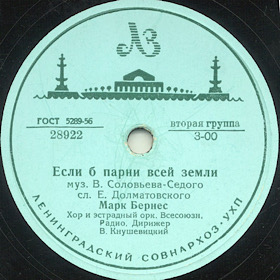 ЛЗ
ГОСТ 5289-56
28922
вторая группа
3-00
Если б парни всей земли
муз. В. Соловьева-Седого
сл. Е. Долматовского
Марк Бернес
Хор и эстрадный орк. Всесоюзн.
Радио. Дирижер
В. Кнушевицкий
ЛЕНИНГРАДСКИЙ СОВНАРХОЗ-УХП